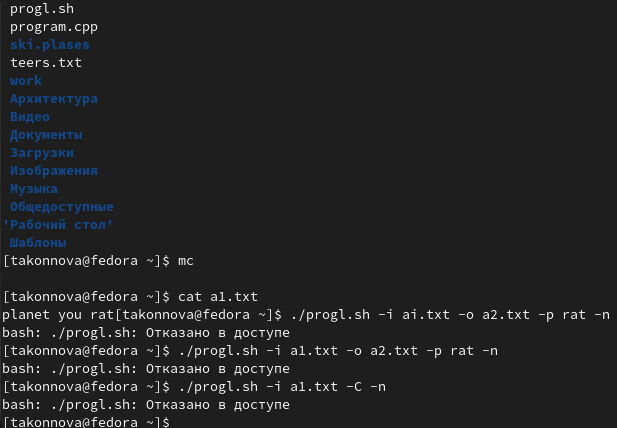 progl.sh
program.cpp
ski.plases
teers.txt
work
Архитектура
Видео
Документы
Загрузки
Изображения
Музыка
Общедоступные
'Рабочий стол'
Шаблоны
[takonnova@fedora ~]$ mc
[takonnova@fedora ~]$ cat a1.txt
planet you rat[takonnova@fedora ~]$ ./progl.sh -i ai.txt -o a2.txt -p rat -n
bash: ./progl.sh: Отказано в доступе
[takonnova@fedora ~]$ ./progl.sh -i a1.txt -o a2.txt -p rat -n
bash: ./progl.sh: Отказано в доступе
[takonnova@fedora ~]$ ./progl.sh -i a1.txt -C -n
bash: ./progl.sh: Отказано в доступе
[takonnova@fedora ~]$